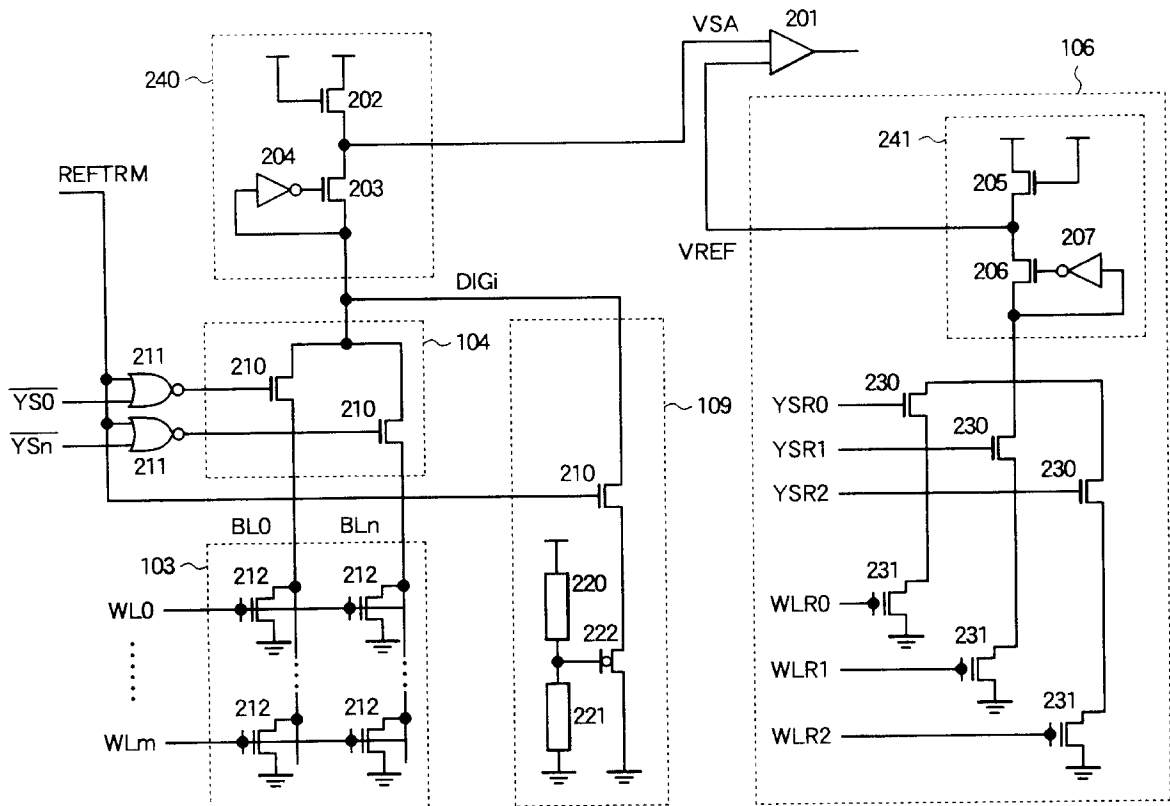 VSA
201
106
240
202
241
204
REFTRM
203
205
207
VREF
206
DIGi
104
211
210
109
YS0
230
YSR0
210
YSn
230
YSR1
211
210
230
YSR2
BL0
BLn
103
212
212
220
231
WL0
WLR0
222
231
WLR1
212
212
221
231
WLm
WLR2